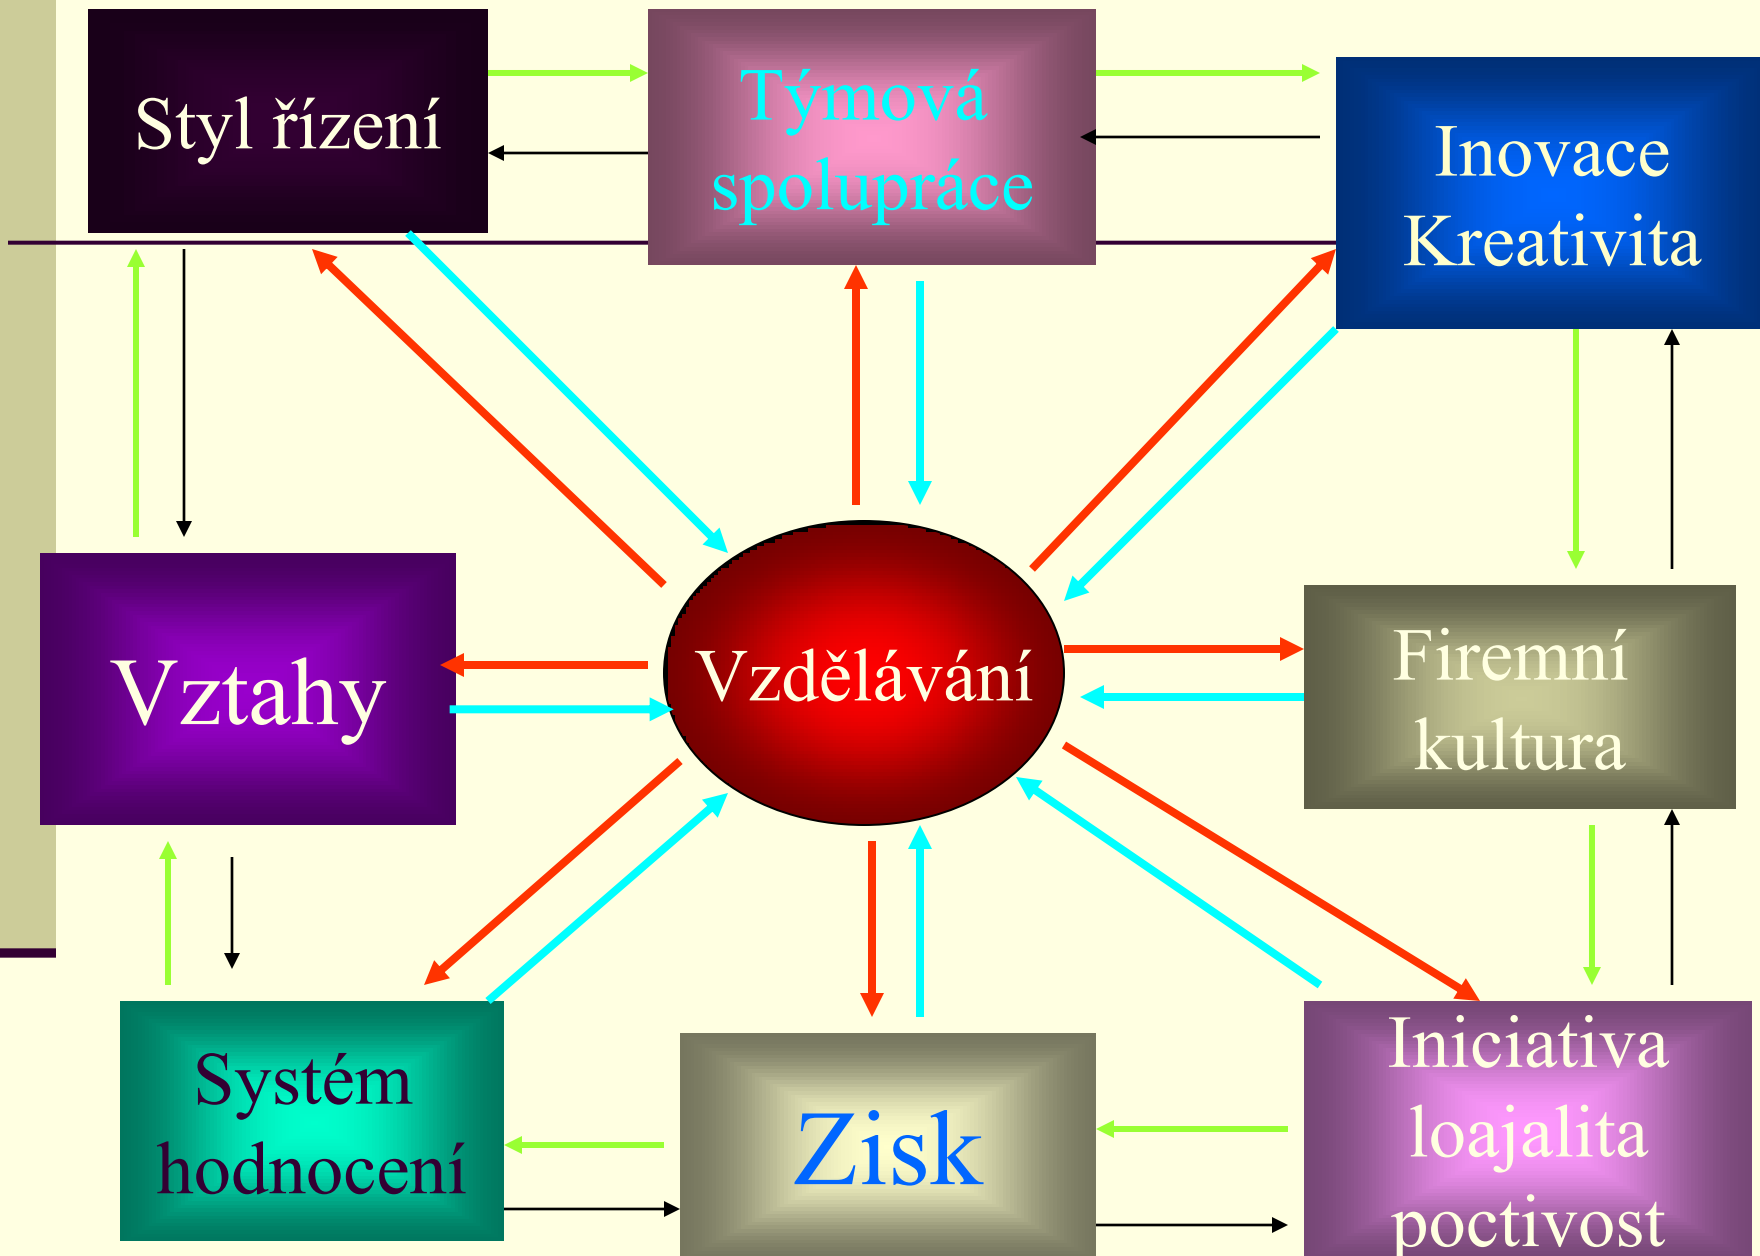 Styl řízení
Týmová
spolupráce
Inovace
Kreativita
Vztahy
Vzdělávání
Firemní
kultura
Systém
hodnocení
Zisk
Iniciativa
loajalita
poctivost